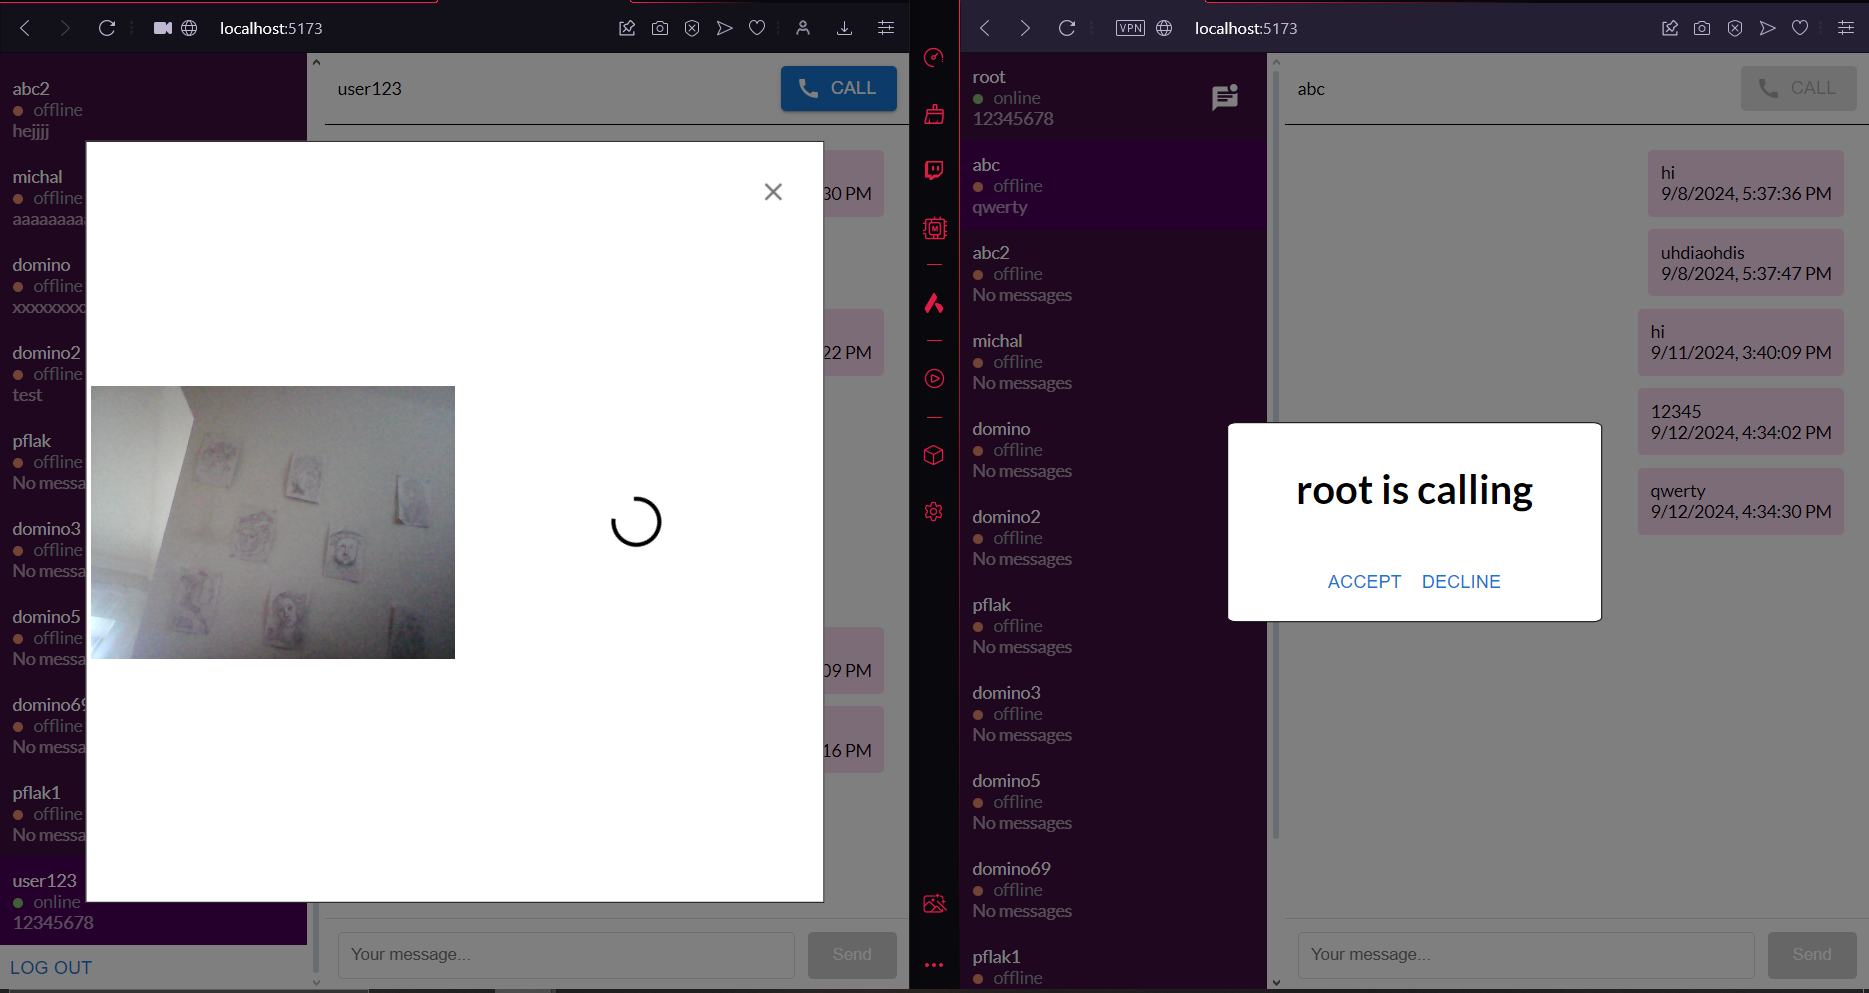 localhost:5173
abc2
offline
hejjjj
michal
offline
aaaaaaaa
domino
offline
xxxxxxxxx
domino2
offline
test
pflak
offline
No messa
domino3
offline
No messa
domino5
offline
No messa
domino69
offline
No messa
pflak1
offline
No messa
user123
online
12345678
LOG OUT
user123
CALL
30 PM
22 PM
09 PM
16 PM
Your message...
Send
VPN
localhost:5173
root
online
12345678
abc
offline
qwerty
abc2
offline
No messages
michal
offline
No messages
domino
offline
No messages
domino2
offline
No messages
pflak
offline
No messages
domino3
offline
No messages
domino5
offline
No messages
domino69
offline
No messages
pflak1
offline
abc
CALL
hi
9/8/2024, 5:37:36 PM
uhdiaohdis
9/8/2024, 5:37:47 PM
hi
9/11/2024, 3:40:09 PM
12345
9/12/2024, 4:34:02 PM
qwerty
9/12/2024, 4:34:30 PM
root is calling
ACCEPT DECLINE
Your message...
Send